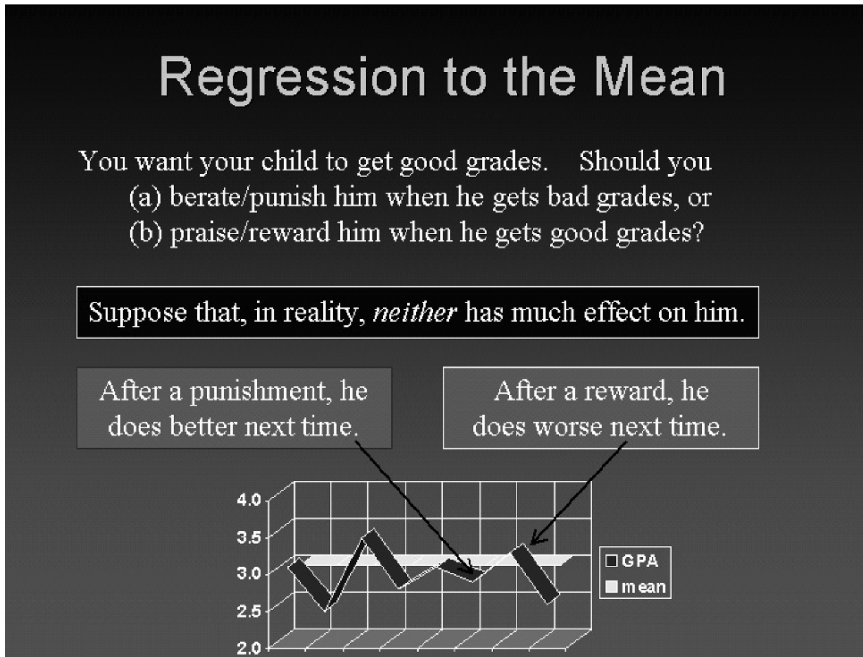 Regression to the Mean
You want your child to get good grades. Should you
(a) berate/punish him when he gets bad grades, or
(b) praise/reward him when he gets good grades?
Suppose that, in reality, neither has much effect on him.
After a punishment, he
does better next time.
After a reward, he
does worse next time.
4.0
3.5
3.0
2.5
2.0
GPA
mean